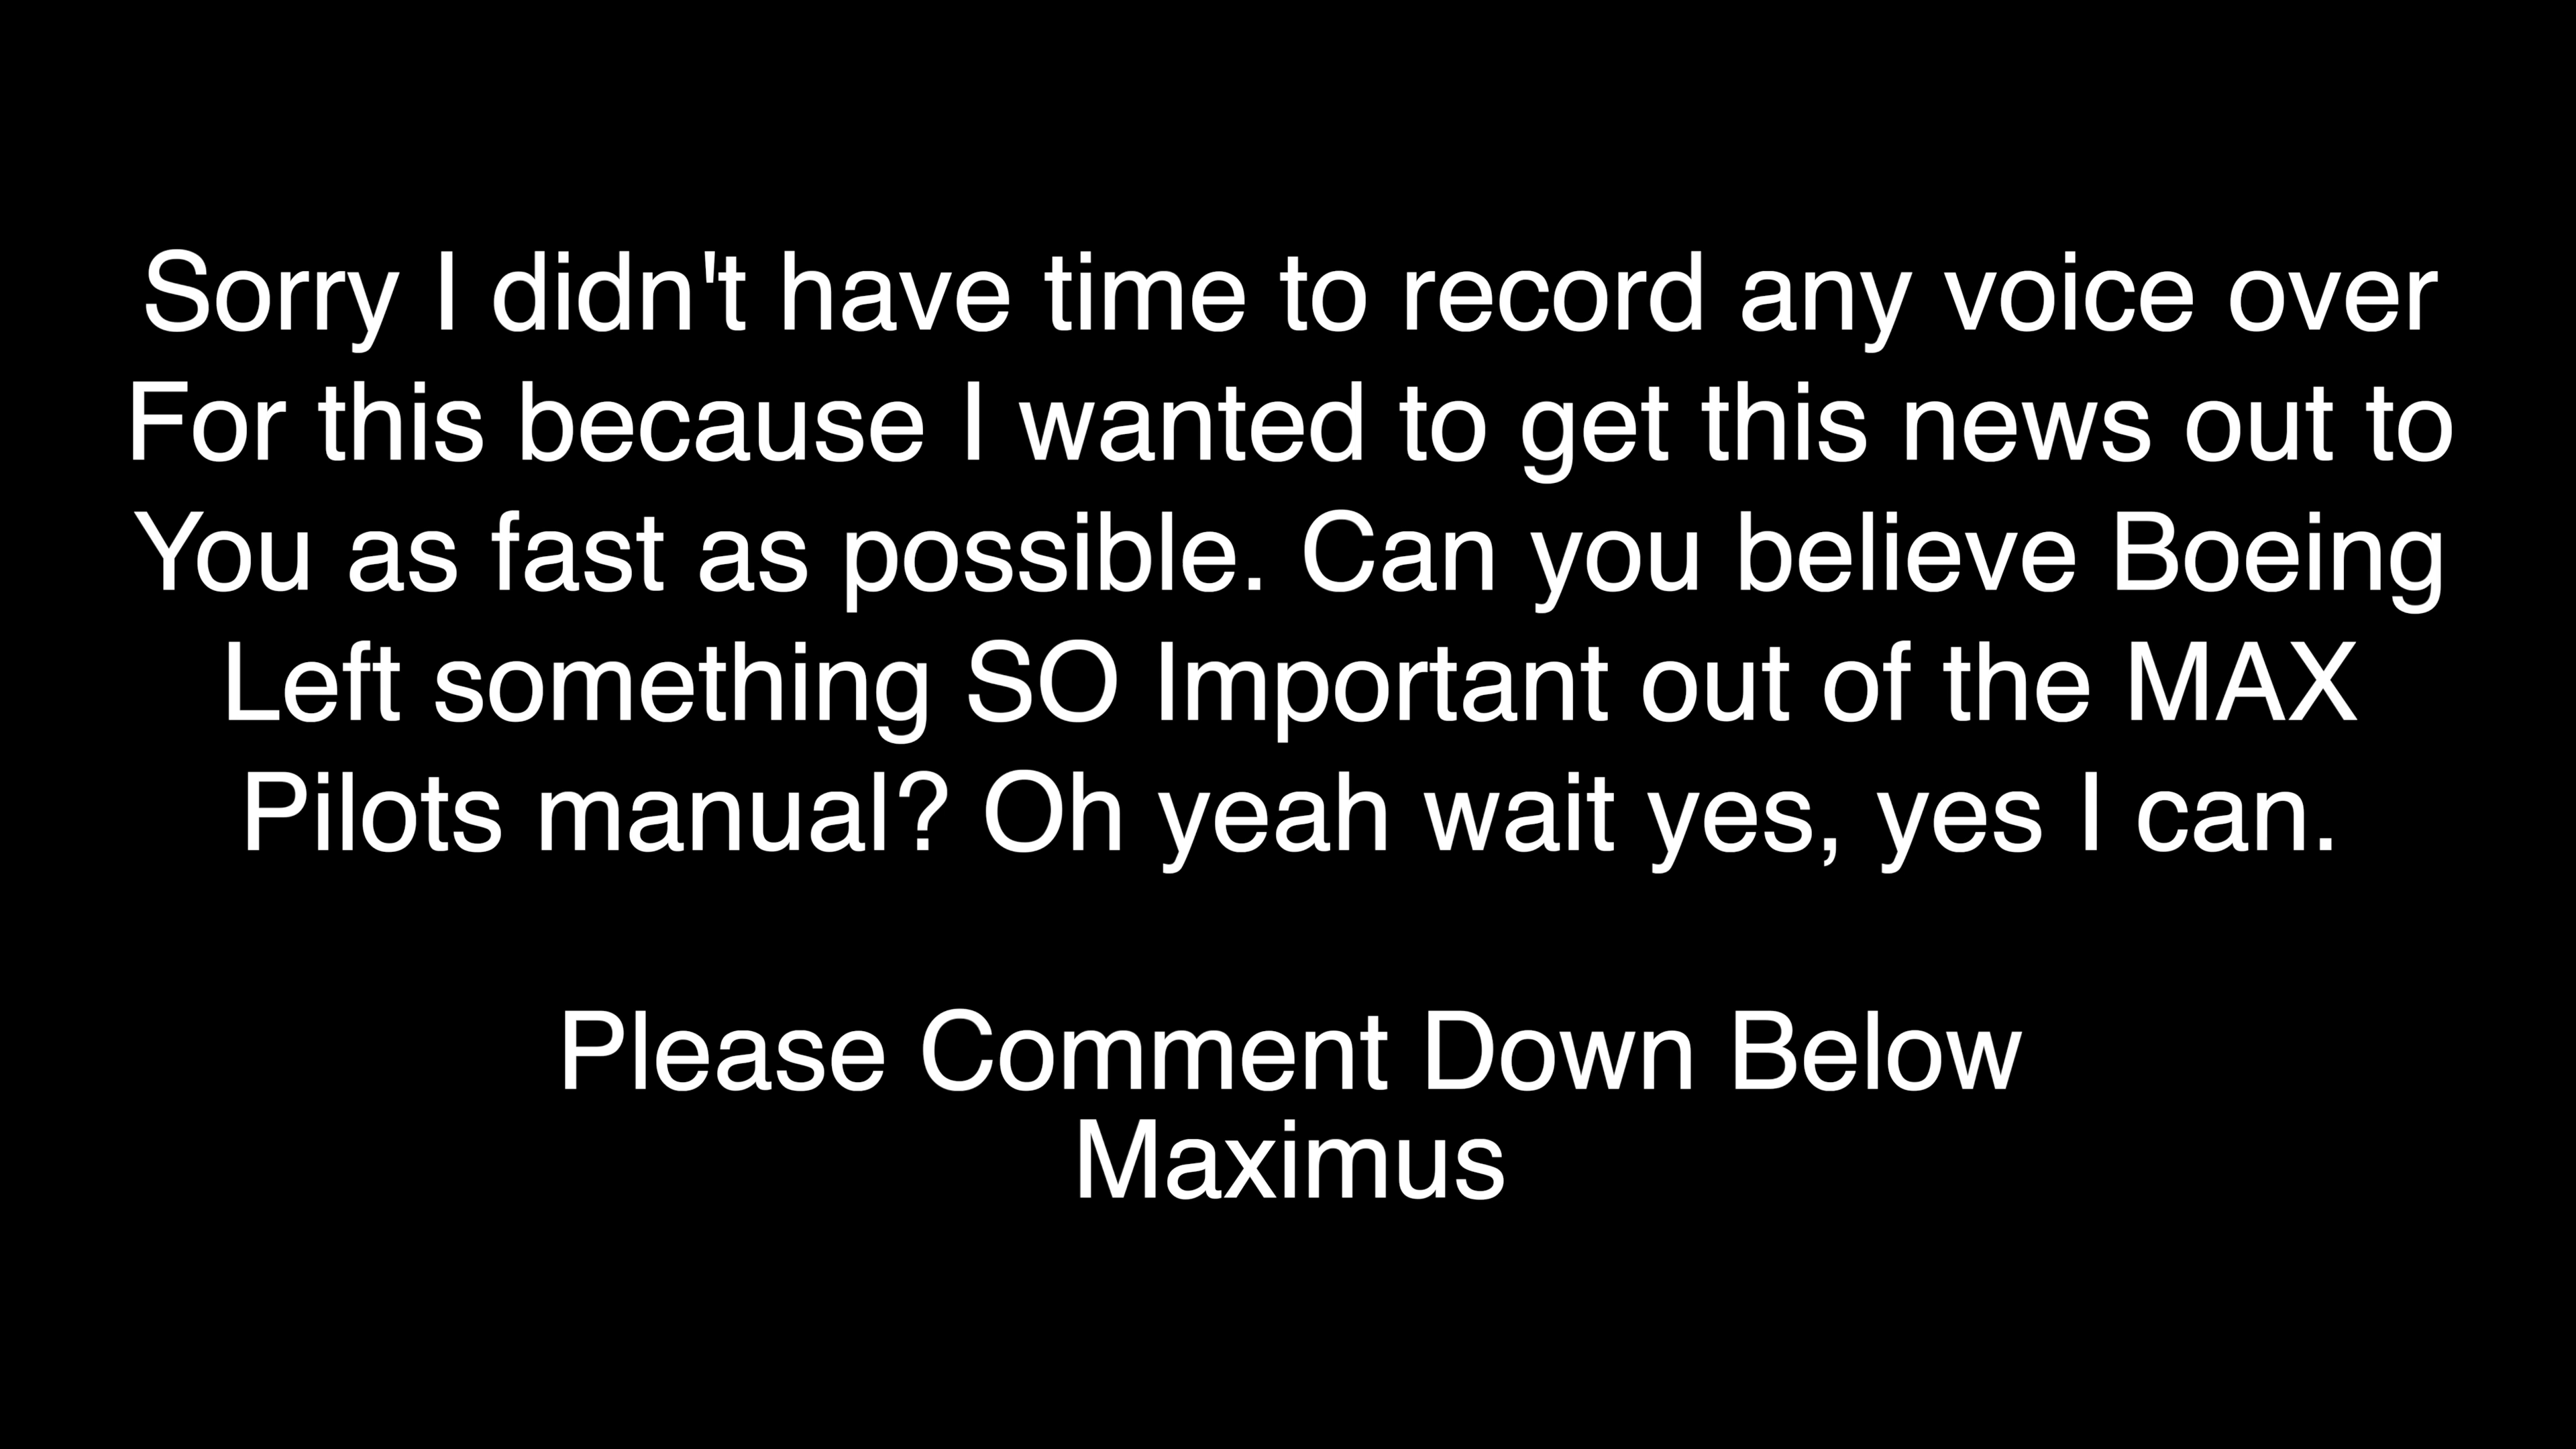 Sorry I didn't have time to record any voice over
For this because I wanted to get this news out to
You as fast as possible. Can you believe Boeing
Left something SO Important out of the MAX
Pilots manual? Oh yeah wait yes, yes I can.
Please Comment Down Below
Maximus